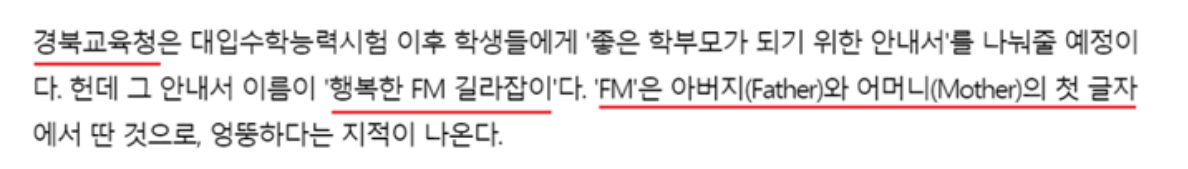 경북교육청은 대입수학능력시험 이후 학생들에게 '좋은 학부모가 되기 위한 안내서'를 나눠줄 예정이
다. 헌데 그 안내서 이름이 '행복한 FM 길라잡이'다. 'FM'은 아버지(Father)와 어머니(Mother)의 첫 글자
에서 딴 것으로, 엉뚱하다는 지적이 나온다.